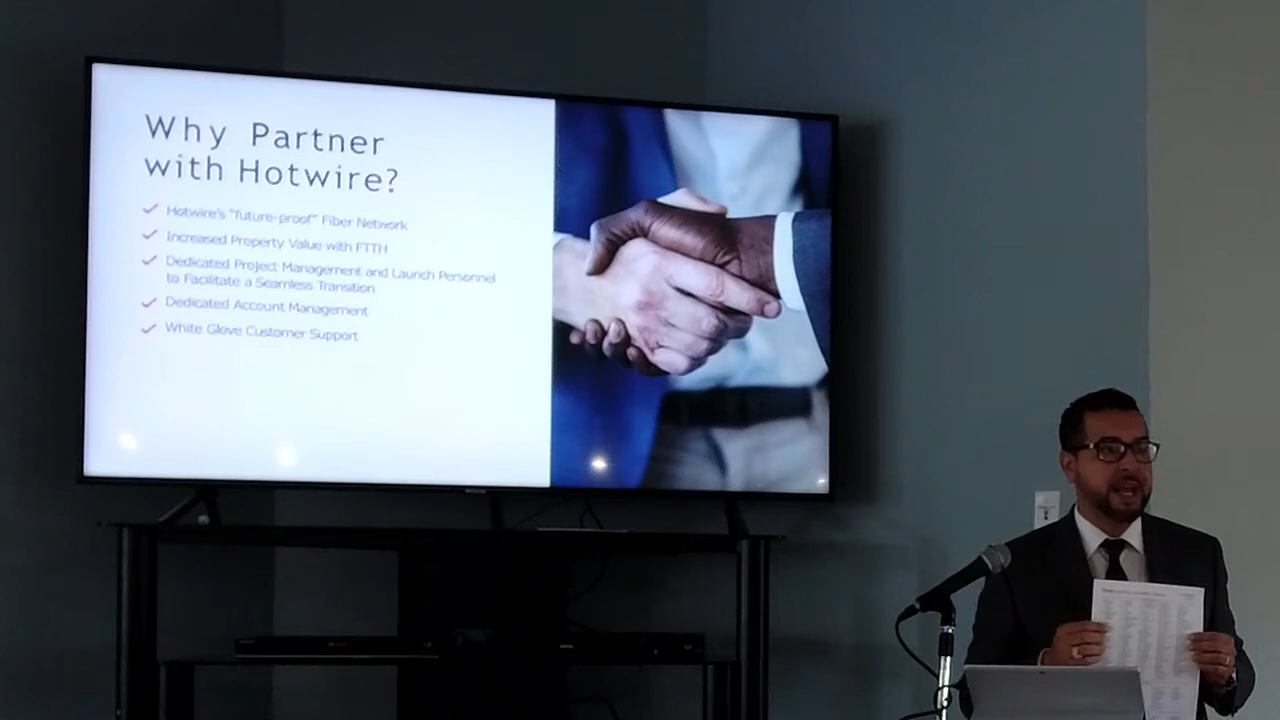 Why Partner
with Hotwire?
Hotwire's "future-proof" Fiber Network
Increased Property Value with FTTH
Dedicated Project Management and Launch Personnel
to Facilitate a Seamless Transition
Dedicated Account Management
White Glove Customer Support